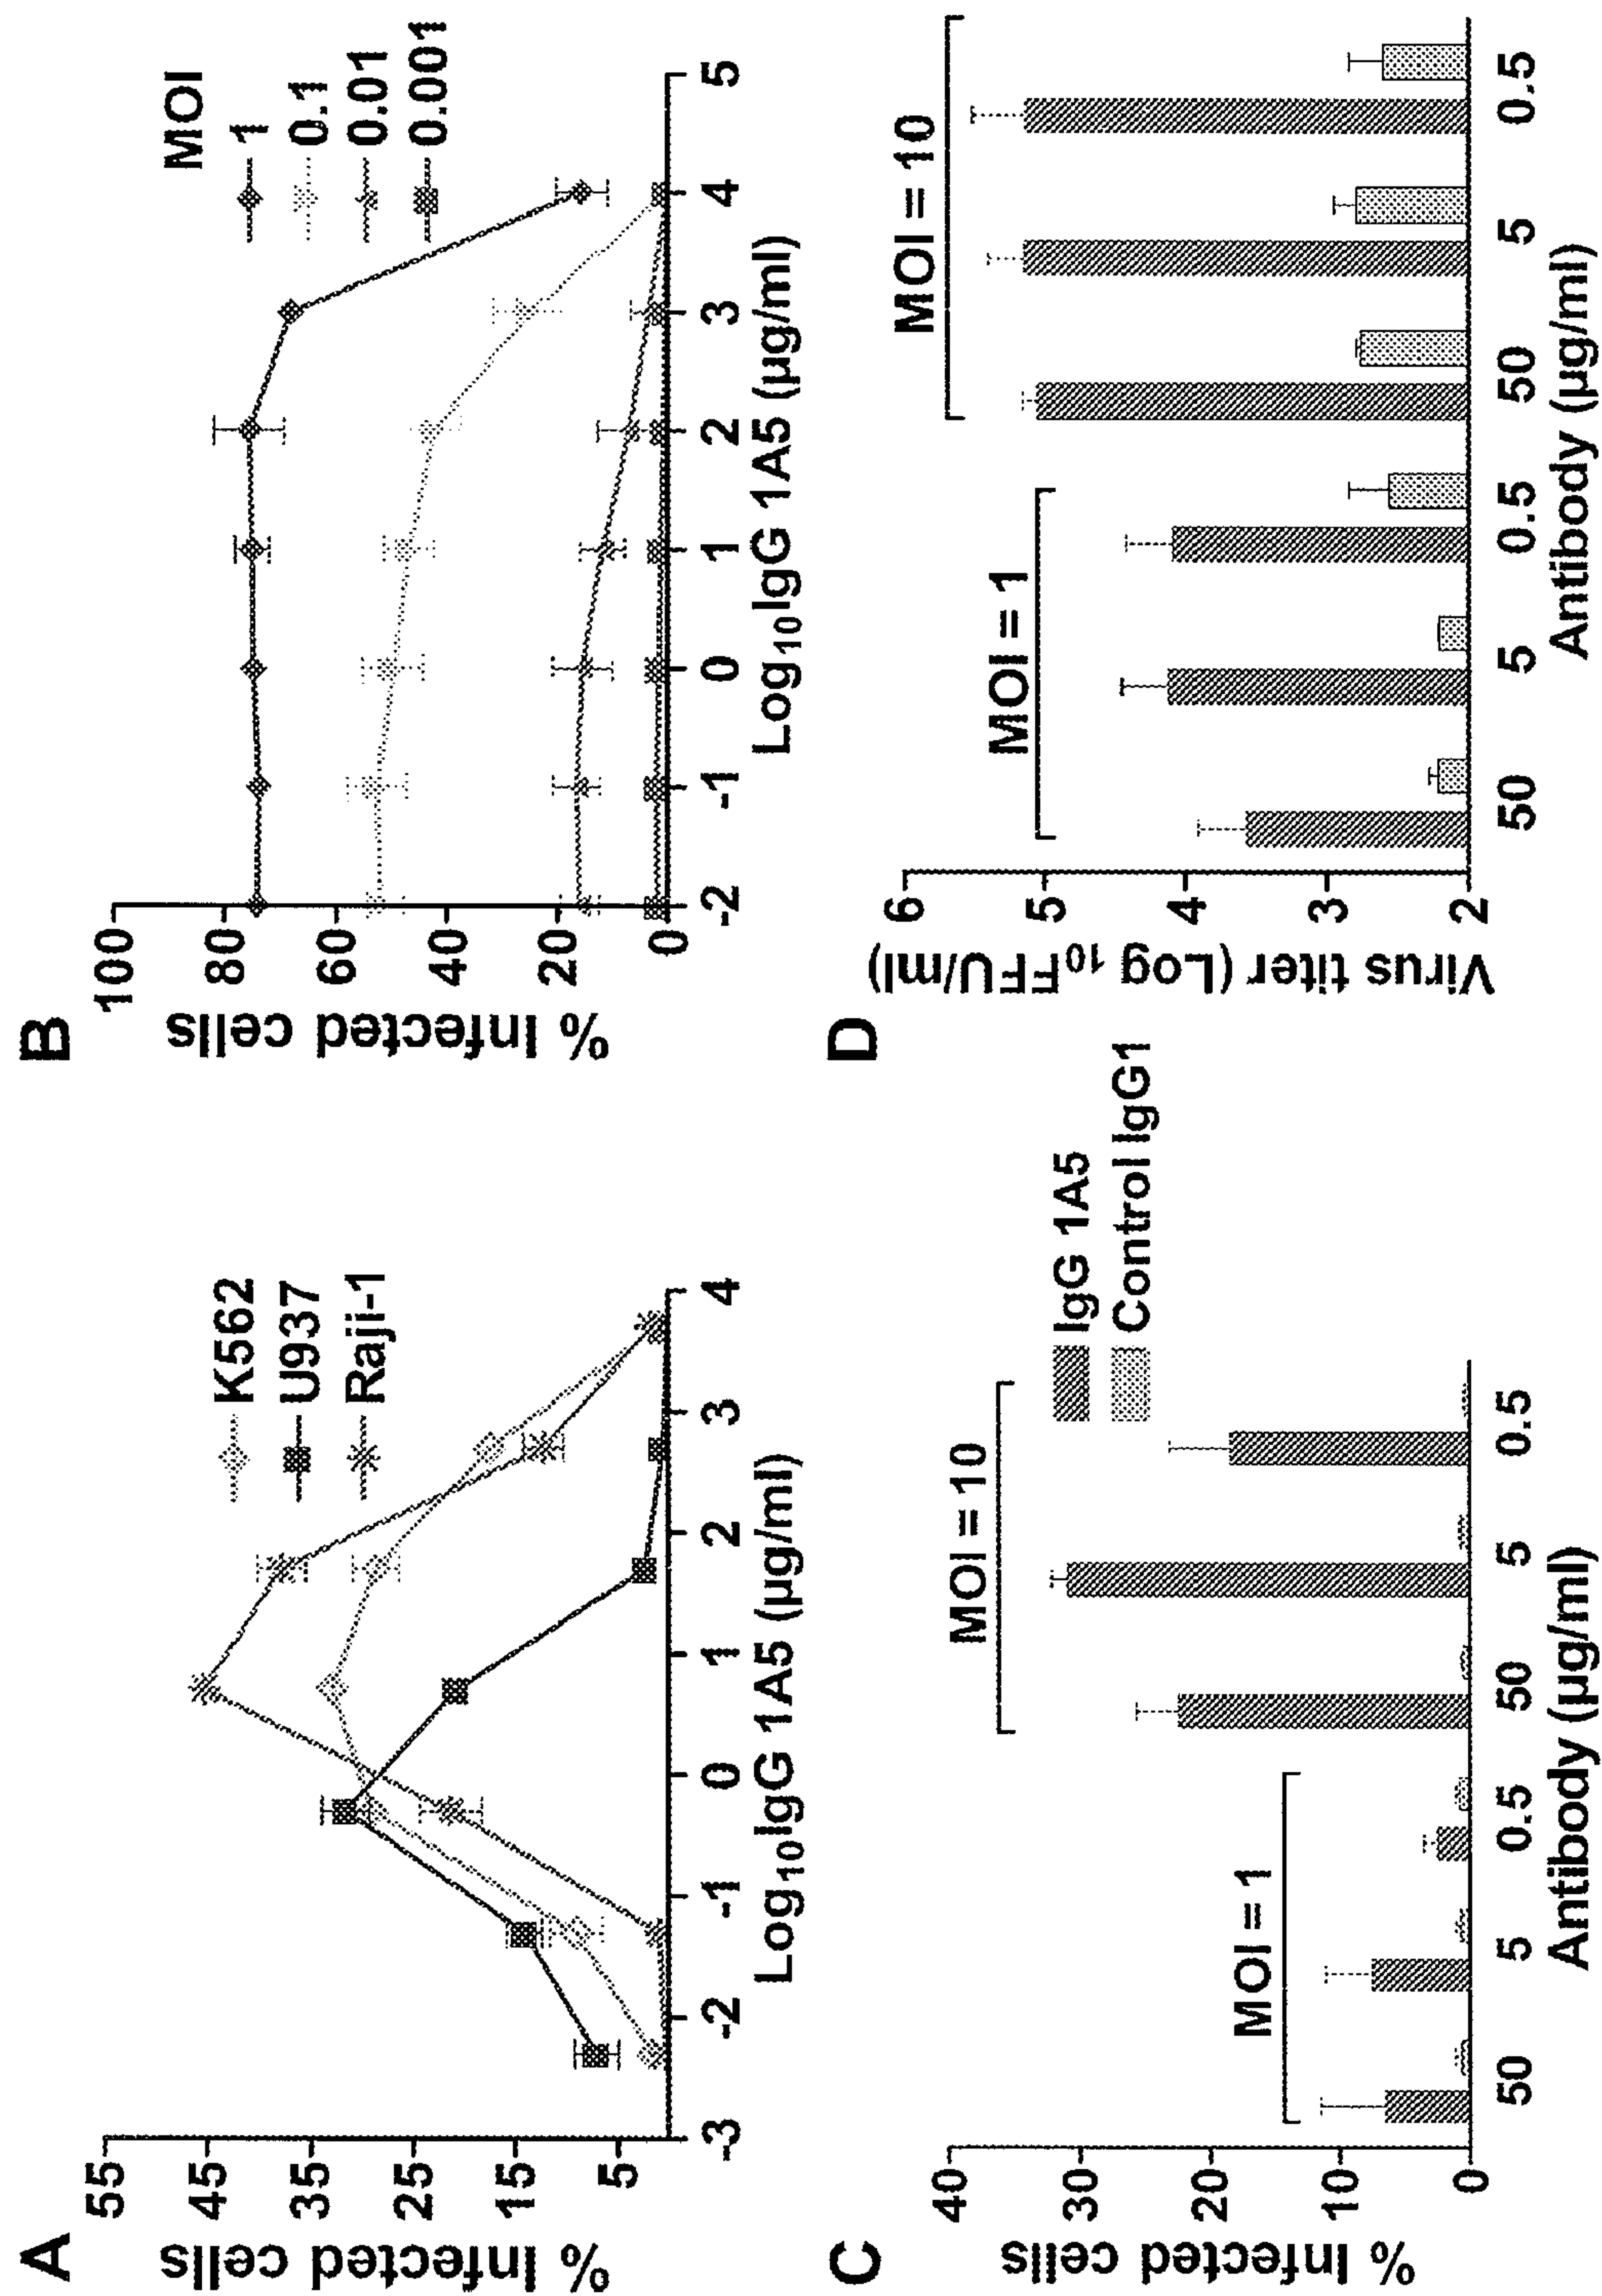 A
% Infected cells
55
45
35
25
15
5
-3
-2
-1
0
1
2
3
4
Log10IgG 1A5 (µg/ml)
K562
U937
Raji-1
B
% Infected cells
100
80
60
40
20
0
-2
-1
0
1
2
3
4
5
Log10IgG 1A5 (µg/ml)
MOI
1
0.1
0.01
0.001
C
% Infected cells
40
30
20
10
0
MOI = 1
MOI = 10
50
5
0.5
50
5
0.5
Antibody (µg/ml)
IgG 1A5
Control IgG1
D
Virus titer (Log 10FFU/ml)
6
5
4
3
2
MOI = 1
MOI = 10
50
5
0.5
50
5
0.5
Antibody (µg/ml)